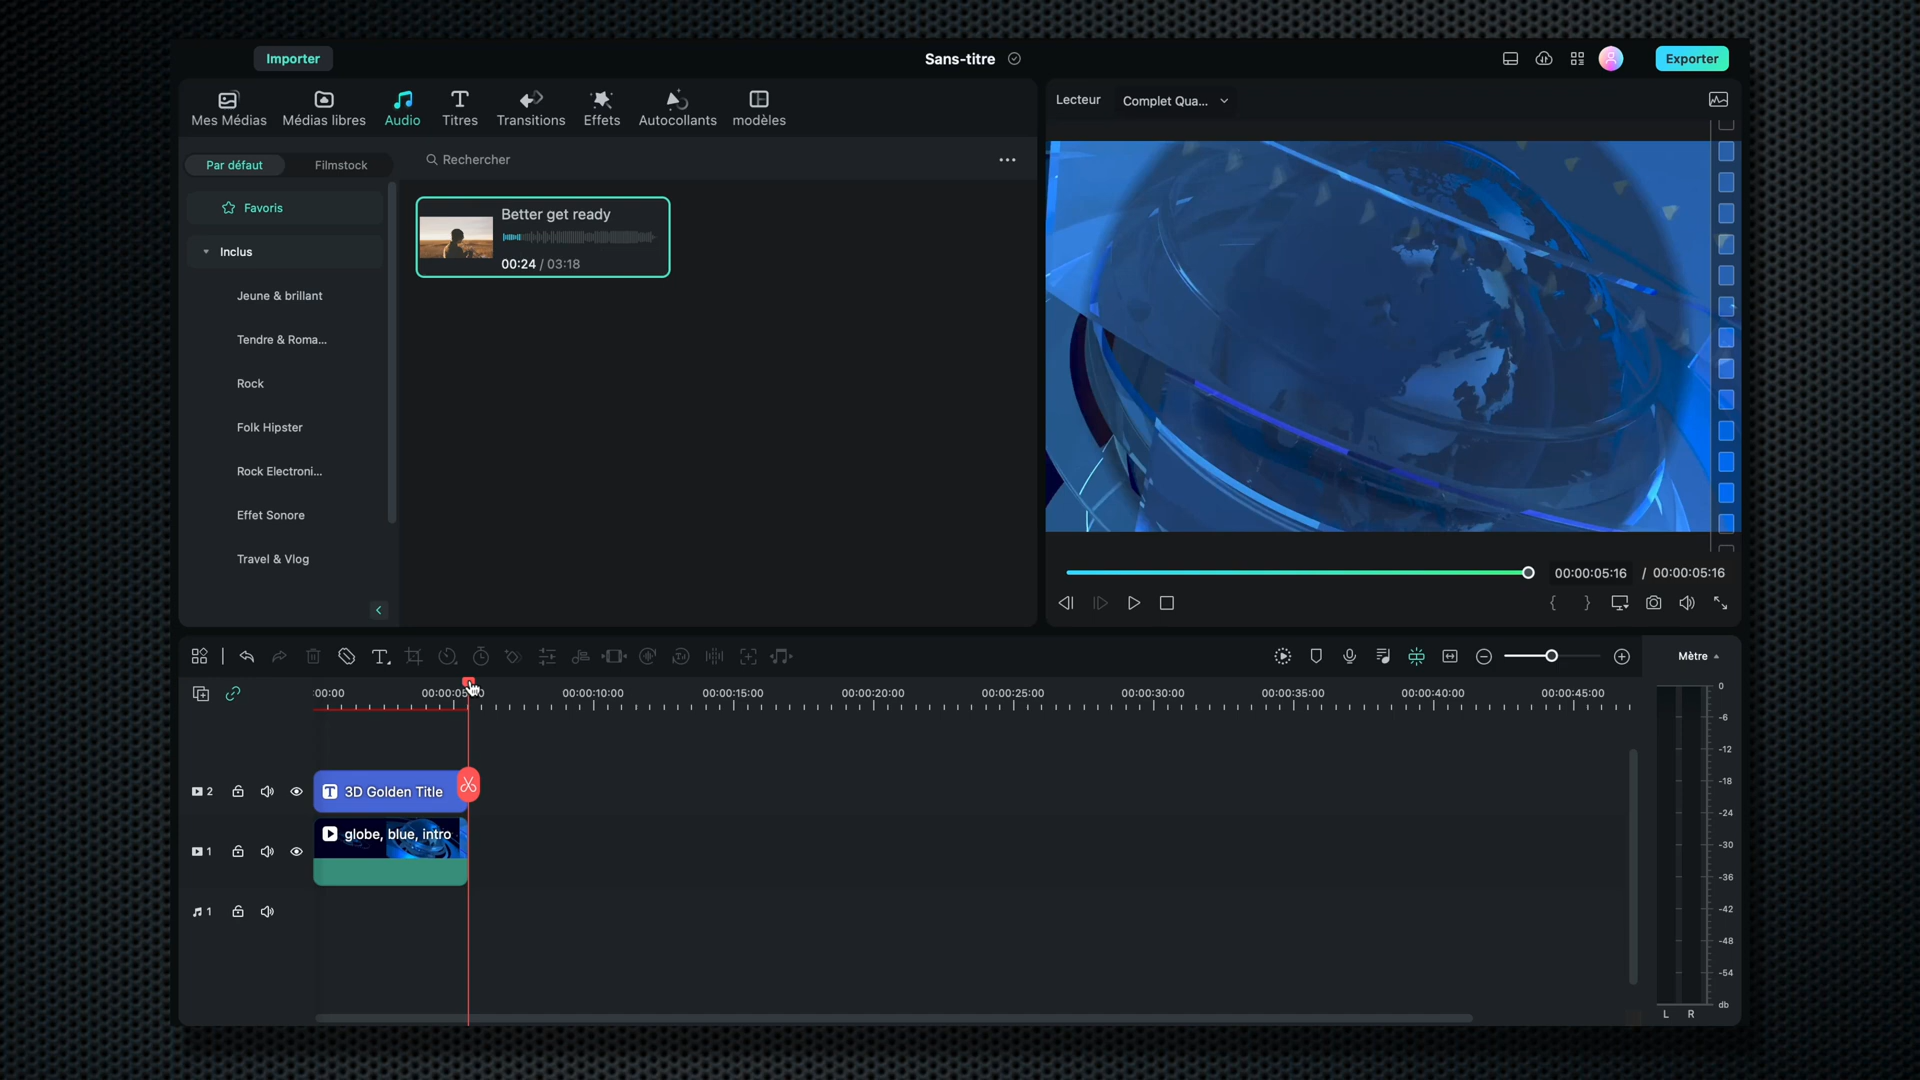 Importer
Sans-titre
Exporter
Mes Médias
Médias libres
Audio
Titres
Transitions
Effets
Autocollants
modèles
Lecteur
Complet Qua...
Par défaut
Filmstock
Rechercher
Favoris
Better get ready
00:24 / 03:18
Inclus
Jeune & brillant
Tendre & Roma...
Rock
Folk Hipster
Rock Electroni...
Effet Sonore
Travel & Vlog
00:00:05:16 / 00:00:05:16
Mètre
:00:00
00:00:10:00
00:00:15:00
00:00:20:00
00:00:25:00
00:00:30:00
00:00:35:00
00:00:40:00
00:00:45:00
2
3D Golden Title
1
globe, blue, intro
1
0
-6
-12
-18
-24
-30
-36
-42
-48
-54
db
L R